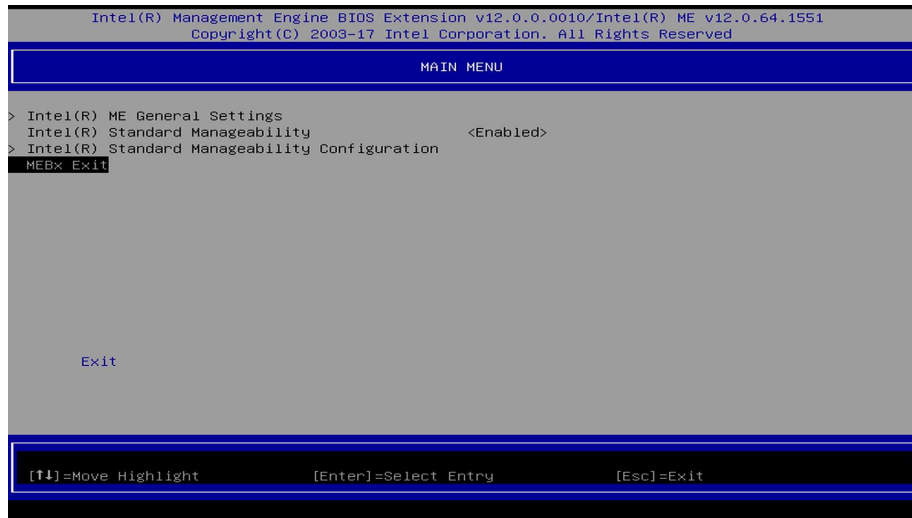 Intel(R) Management Engine BIOS Extension v12.0.0.0010/Intel(R) ME v12.0.64.1551
Copyright(C) 2003-17 Intel Corporation. All Rights Reserved
MAIN MENU
> Intel(R) ME General Settings
Intel(R) Standard Manageability <Enabled>
> Intel(R) Standard Manageability Configuration
MEBx Exit
Exit
[↑↓]=Move Highlight [Enter]=Select Entry [Esc]=Exit